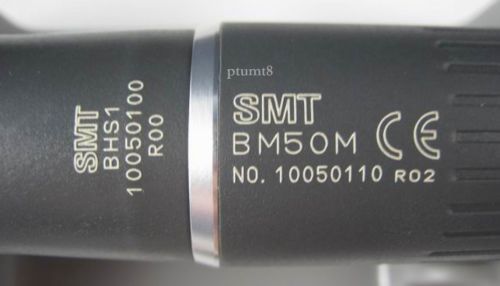 SMT
BHS1
10050100
R00
ptumt8
SMT
BM50M CE
NO. 10050110 R02